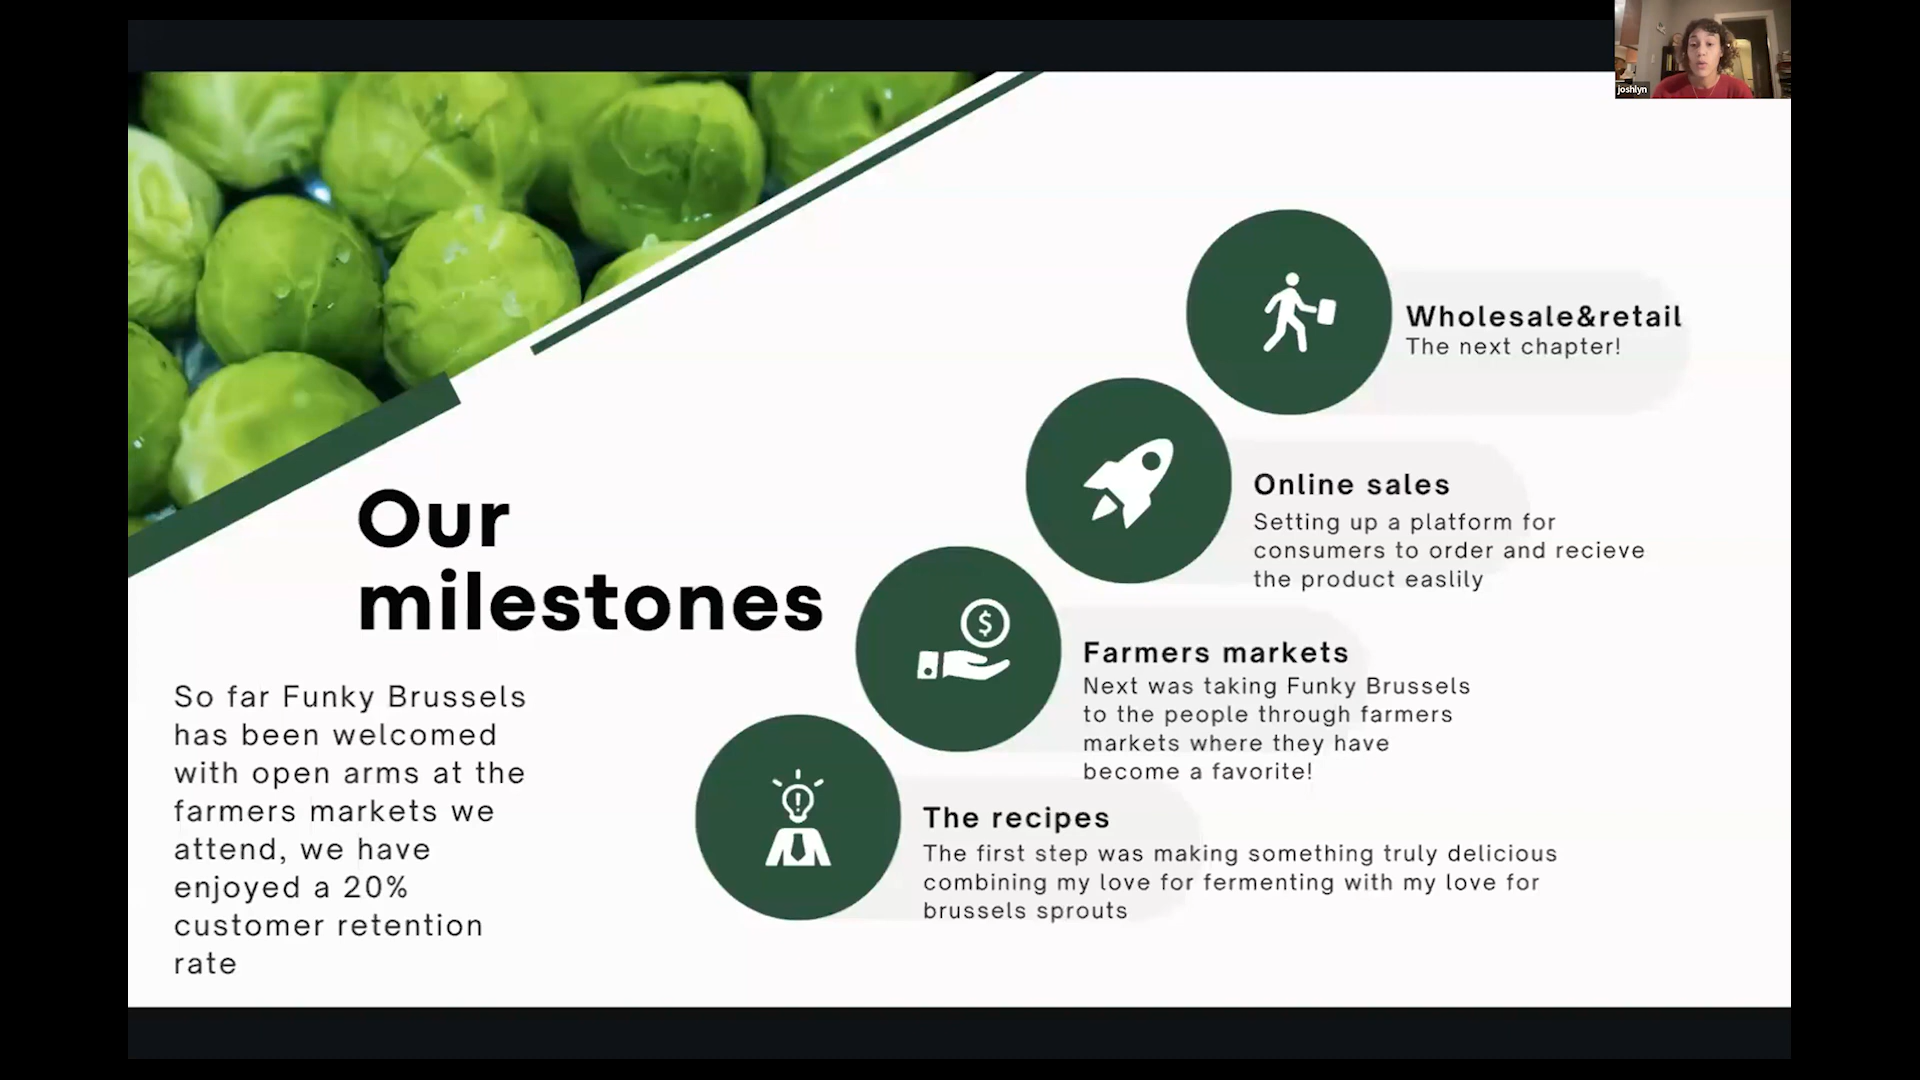 joshlyn
Our
milestones
So far Funky Brussels
has been welcomed
with open arms at the
farmers markets we
attend, we have
enjoyed a 20%
customer retention
rate
Wholesale&retail
The next chapter!
Online sales
Setting up a platform for
consumers to order and recieve
the product easlily
$
Farmers markets
Next was taking Funky Brussels
to the people through farmers
markets where they have
become a favorite!
The recipes
The first step was making something truly delicious
combining my love for fermenting with my love for
brussels sprouts